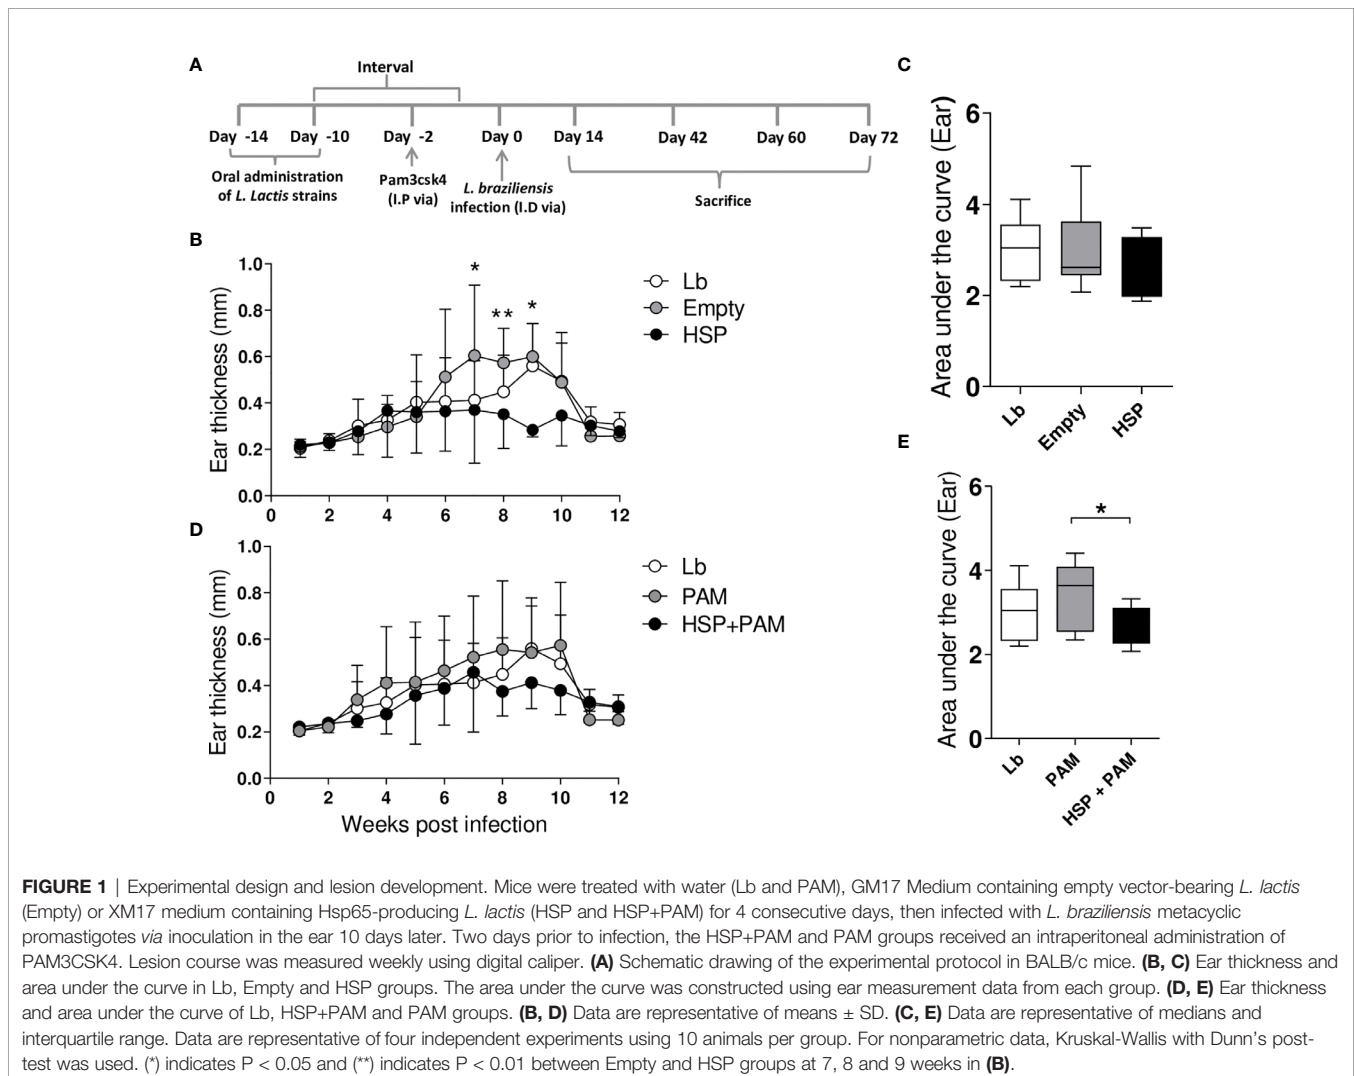 A
Interval
Day -14 Day -10 Day -2 Day 0 Day 14 Day 42 Day 60 Day 72
Oral administration
of L. Lactis strains
Pam3csk4
(I.P via)
L. braziliensis
infection (I.D via)
Sacrifice
B
Ear thickness (mm)
1.0
0.8
0.6
0.4
0.2
0.0
0 2 4 6 8 10 12
*
**
*
Lb
Empty
HSP
C
Area under the curve (Ear)
6
4
2
0
Lb
Empty
HSP
D
Ear thickness (mm)
1.0
0.8
0.6
0.4
0.2
0.0
0 2 4 6 8 10 12
Weeks post infection
Lb
PAM
HSP+PAM
E
Area under the curve (Ear)
6
4
2
0
*
Lb
PAM
HSP + PAM
FIGURE 1 | Experimental design and lesion development. Mice were treated with water (Lb and PAM), GM17 Medium containing empty vector-bearing L. lactis
(Empty) or XM17 medium containing Hsp65-producing L. lactis (HSP and HSP+PAM) for 4 consecutive days, then infected with L. braziliensis metacyclic
promastigotes via inoculation in the ear 10 days later. Two days prior to infection, the HSP+PAM and PAM groups received an intraperitoneal administration of
PAM3CSK4. Lesion course was measured weekly using digital caliper. (A) Schematic drawing of the experimental protocol in BALB/c mice. (B, C) Ear thickness and
area under the curve in Lb, Empty and HSP groups. The area under the curve was constructed using ear measurement data from each group. (D, E) Ear thickness
and area under the curve of Lb, HSP+PAM and PAM groups. (B, D) Data are representative of means ± SD. (C, E) Data are representative of medians and
interquartile range. Data are representative of four independent experiments using 10 animals per group. For nonparametric data, Kruskal-Wallis with Dunn's post-
test was used. (*) indicates P < 0.05 and (**) indicates P < 0.01 between Empty and HSP groups at 7, 8 and 9 weeks in (B).